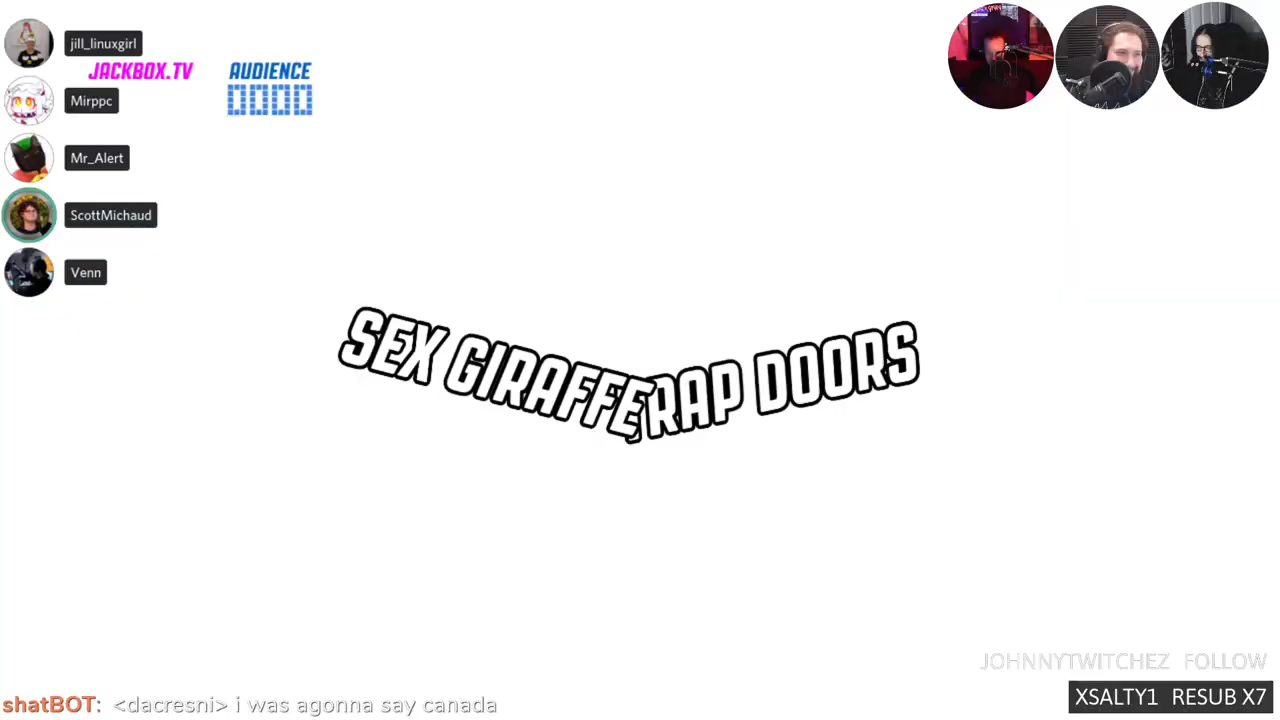 jill_linuxgirl
JACKBOX.TV
AUDIENCE
0000
Mirppc
Mr_Alert
ScottMichaud
Venn
SEX GIRAFFE
RAP DOORS
JOHNNYTWITCHEZ FOLLOW
XSALTY1 RESUB X7
shatBOT: <dacresni> i was agonna say canada